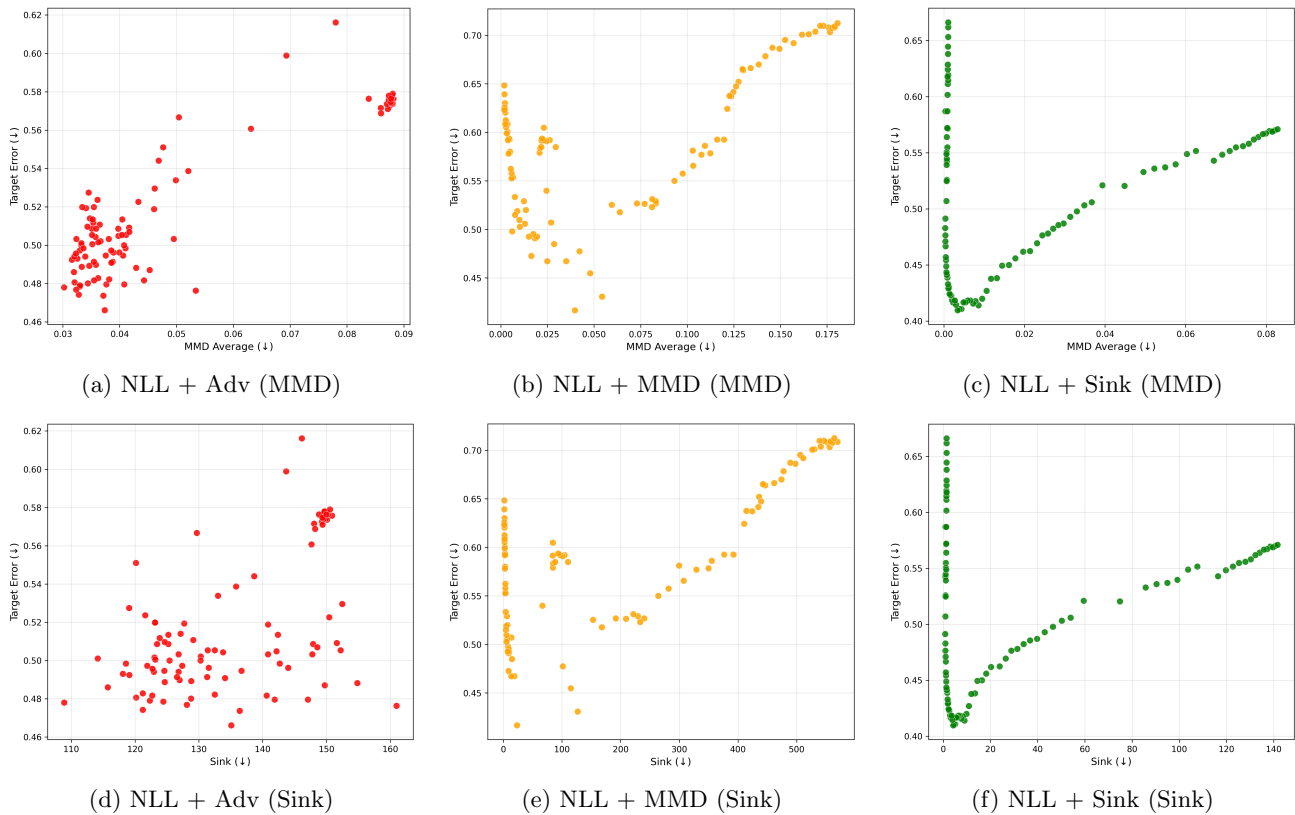 0.62
0.60
0.58
0.56
0.54
0.52
0.50
0.48
0.46
Target Error (↓)
0.03 0.04 0.05 0.06 0.07 0.08 0.09
MMD Average (↓)
(a) NLL + Adv (MMD)
0.70
0.65
0.60
0.55
0.50
0.45
Target Error (↓)
0.000 0.025 0.050 0.075 0.100 0.125 0.150 0.175
MMD Average (↓)
(b) NLL + MMD (MMD)
0.65
0.60
0.55
0.50
0.45
0.40
Target Error (↓)
0.00 0.02 0.04 0.06 0.08
MMD Average (↓)
(c) NLL + Sink (MMD)
0.62
0.60
0.58
0.56
0.54
0.52
0.50
0.48
0.46
Target Error (↓)
110 120 130 140 150 160
Sink (↓)
(d) NLL + Adv (Sink)
0.70
0.65
0.60
0.55
0.50
0.45
Target Error (↓)
0 100 200 300 400 500
Sink (↓)
(e) NLL + MMD (Sink)
0.65
0.60
0.55
0.50
0.45
0.40
Target Error (↓)
0 20 40 60 80 100 120 140
Sink (↓)
(f) NLL + Sink (Sink)